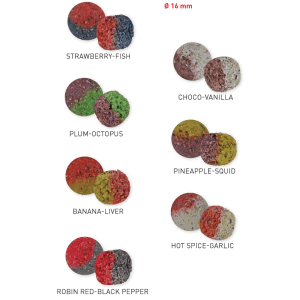 Ø 16 mm
STRAWBERRY-FISH
CHOCO-VANILLA
PLUM-OCTOPUS
PINEAPPLE-SQUID
BANANA-LIVER
HOT SPICE-GARLIC
ROBIN RED-BLACK PEPPER